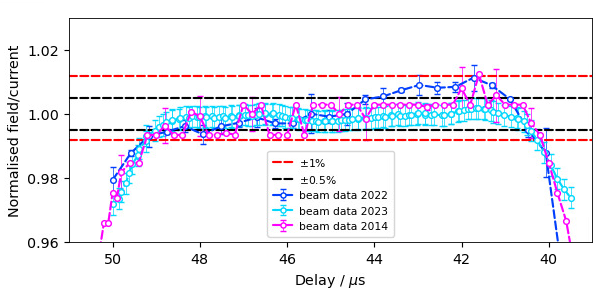 Normalised field/current
1.02
1.00
0.98
0.96
±1%
±0.5%
beam data 2022
beam data 2023
beam data 2014
50
48
46
44
42
40
Delay / μs